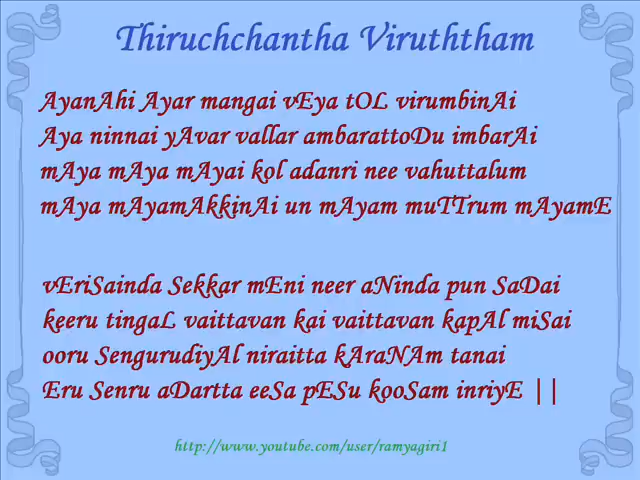 Thiruchchantha Viruththam
AyanAhi Ayar mangai vEya tOL virumbinAi
Aya ninnai yAvar vallar ambarattoDu imbarAi
mAya mAya mAyai kol adanri nee vahuttalum
mAya mAyamAkkinAi un mAyam muTTrum mAyamE
vEriSainda Sekkar mEni neer aNinda pun SaDai
keeru tingaL vaittavan kai vaittavan kapAl miSai
ooru SengurudiyAl niraitta kAraNAm tanai
Eru Senru aDartta eeSa pESu kooSam inriyE ||
http://www.youtube.com/user/ramyagiri1